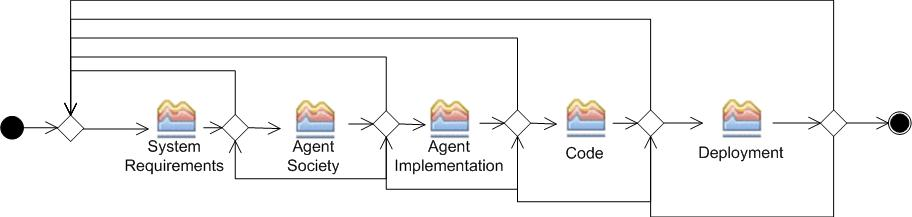 System
Requirements
Agent
Society
Agent
Implementation
Code
Deployment